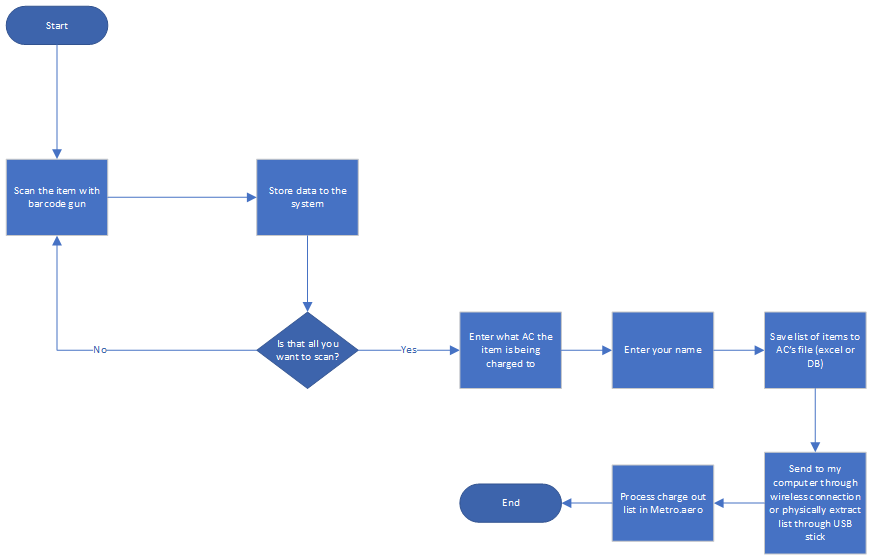 Start
Scan the item with
barcode gun
Store data to the
system
Is that all you
want to scan?
No
Yes
Enter what AC the
item is being
charged to
Enter your name
Save list of items to
AC's file (excel or
DB)
Send to my
computer through
wireless connection
or physically extract
list through USB
stick
Process charge out
list in Metro.aero
End